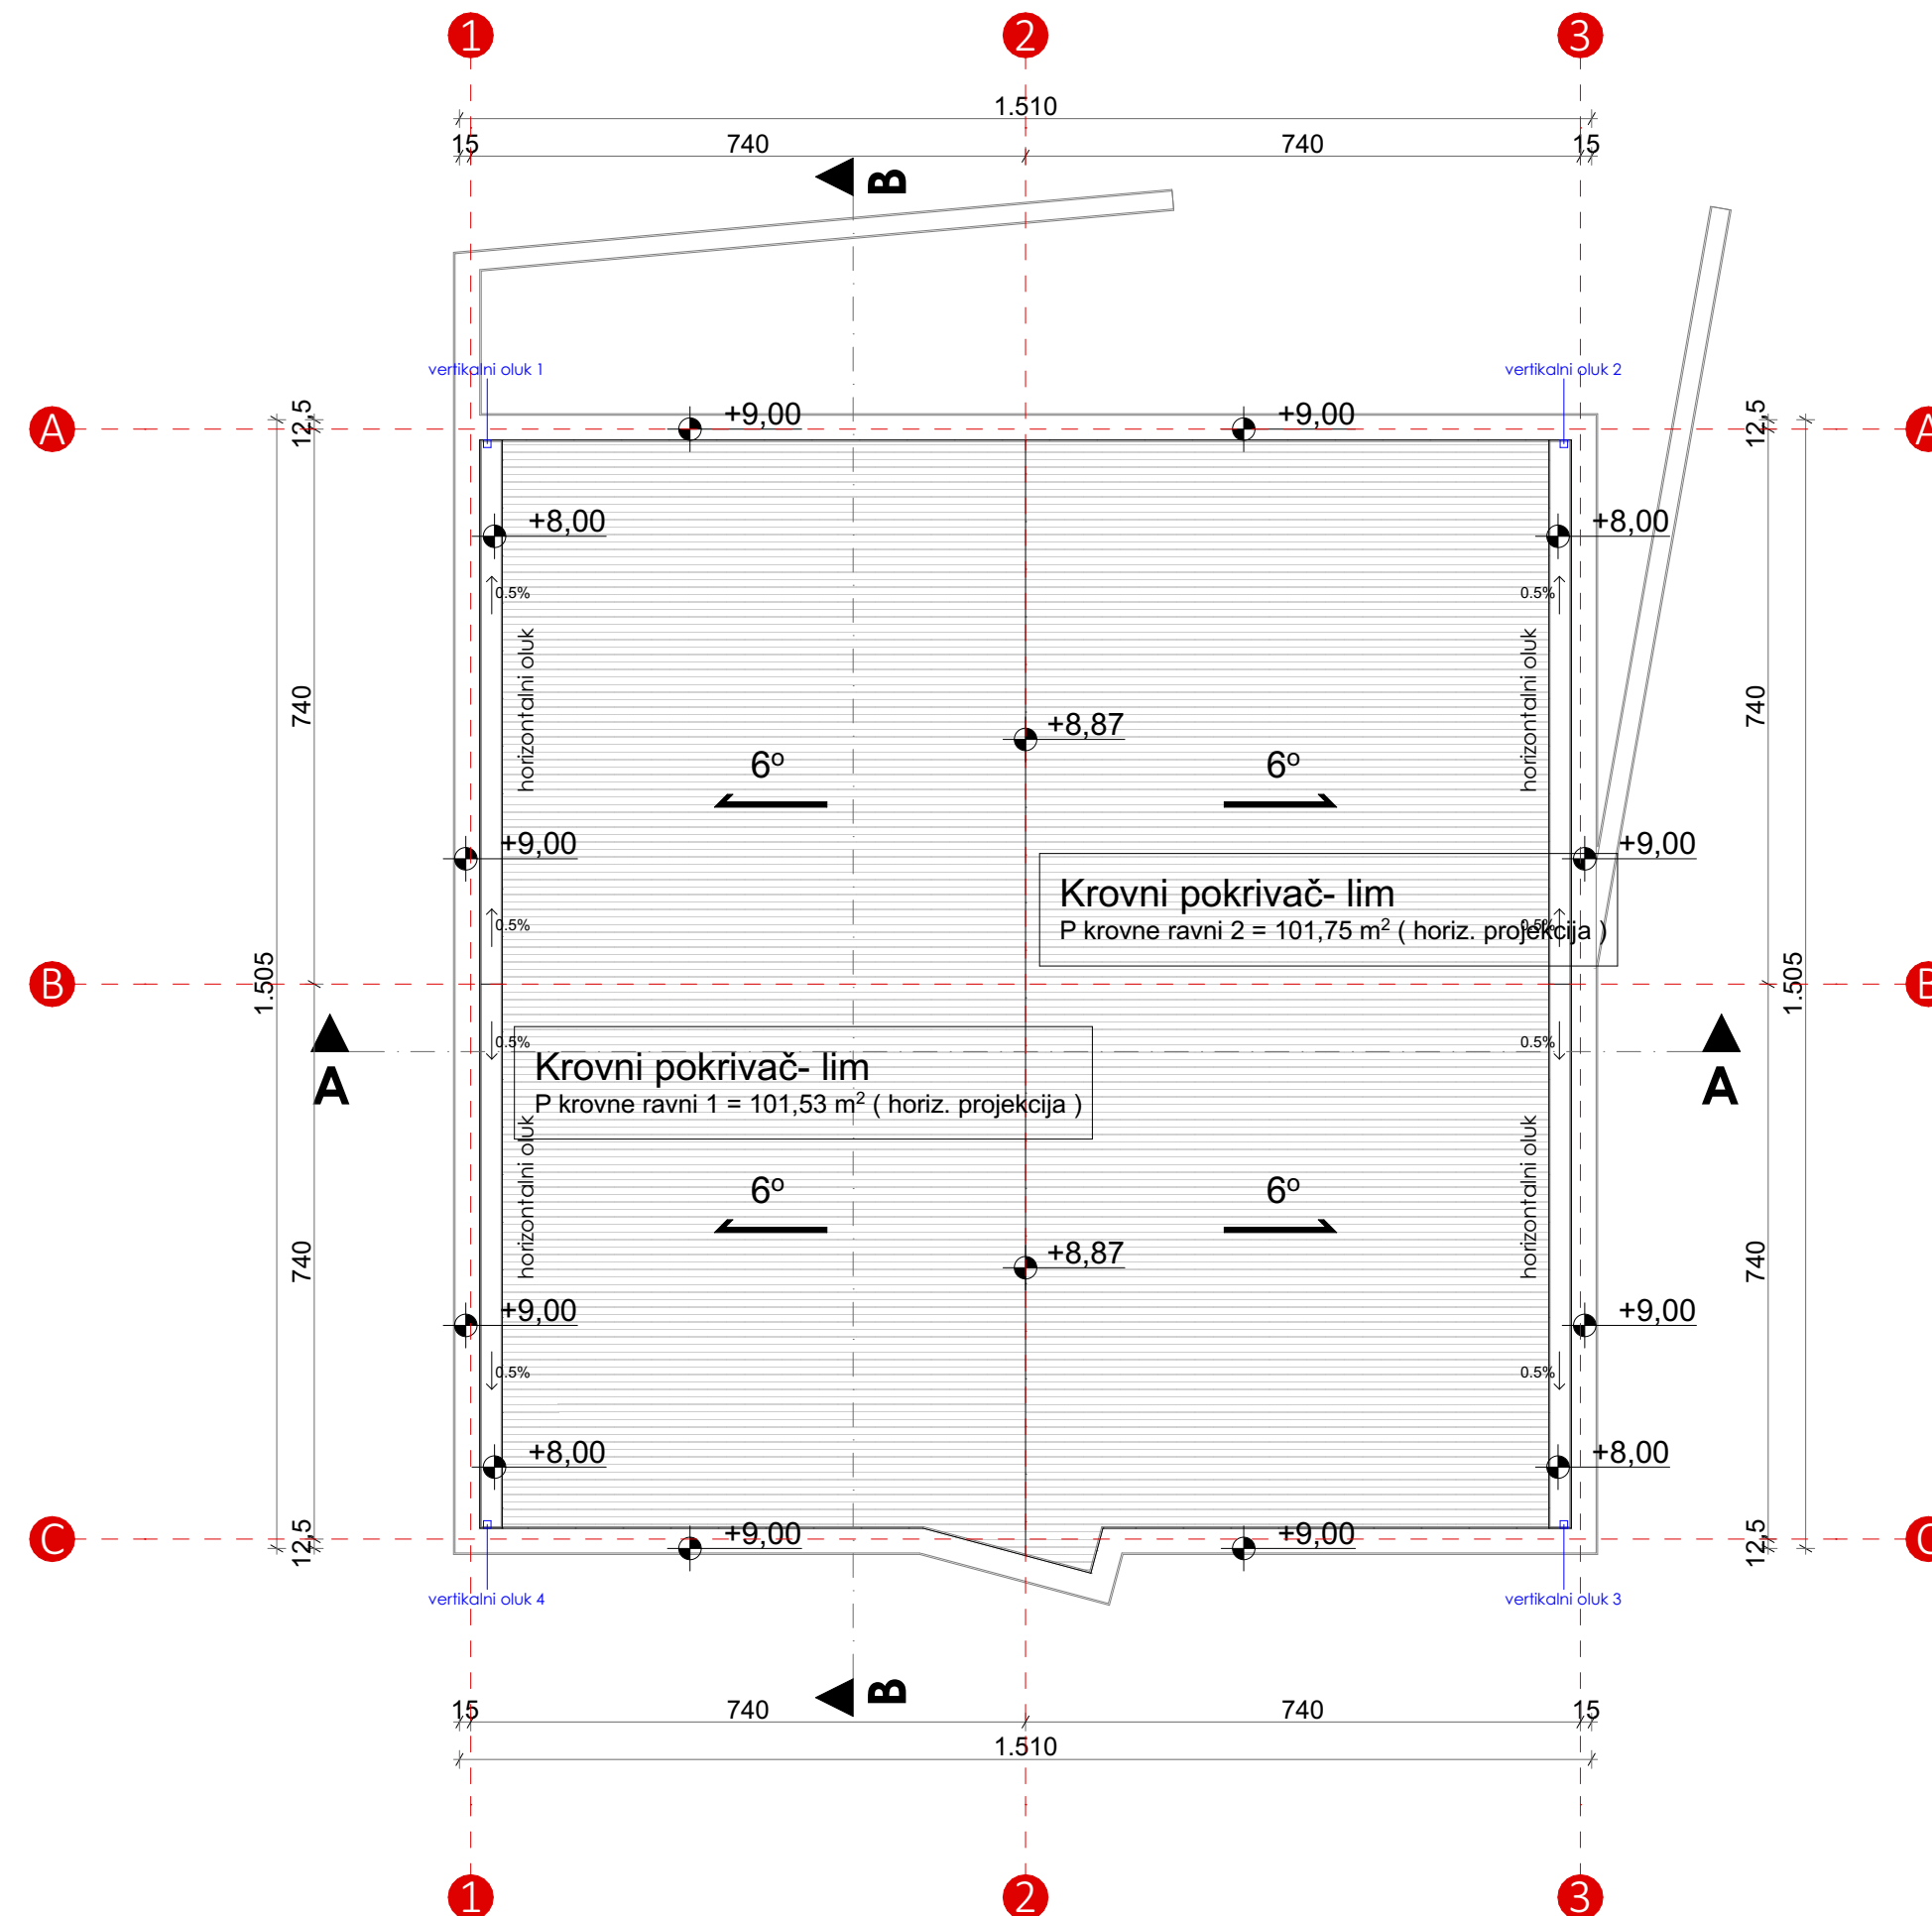 1
2
3
1.510
15
740
740
15
B
vertikalni oluk 1
vertikalni oluk 2
A
12,5
+9,00
+9,00
12,5
A
+8,00
+8,00
0.5%
0.5%
horizontalni oluk
horizontalni oluk
740
740
+8,87
6º
6º
+9,00
+9,00
Krovni pokrivač- lim
P krovne ravni 2 = 101,75 m² ( horiz. projekcija )
0.5%
0.5%
B
1.505
1.505
B
A
A
0.5%
0.5%
Krovni pokrivač- lim
P krovne ravni 1 = 101,53 m² ( horiz. projekcija )
horizontalni oluk
horizontalni oluk
6º
6º
740
740
+8,87
+9,00
+9,00
0.5%
0.5%
+8,00
+8,00
C
12,5
+9,00
+9,00
12,5
C
vertikalni oluk 4
vertikalni oluk 3
B
15
740
740
15
1.510
1
2
3